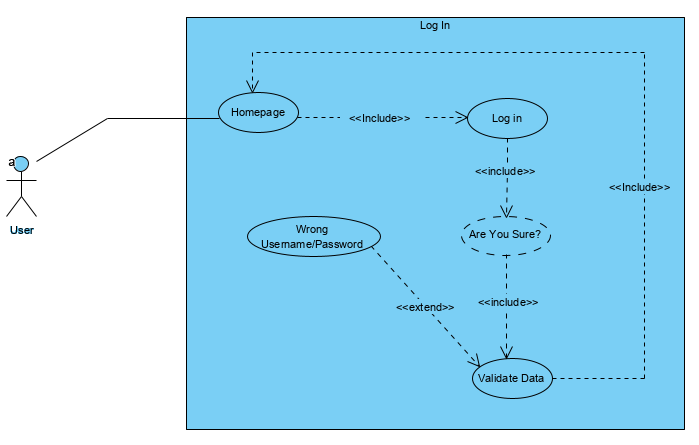 Log In
Homepage
<<Include>>
Log in
a
<<include>>
<<Include>>
User
Wrong
Username/Password
Are You Sure?
<<extend>>
<<include>>
Validate Data